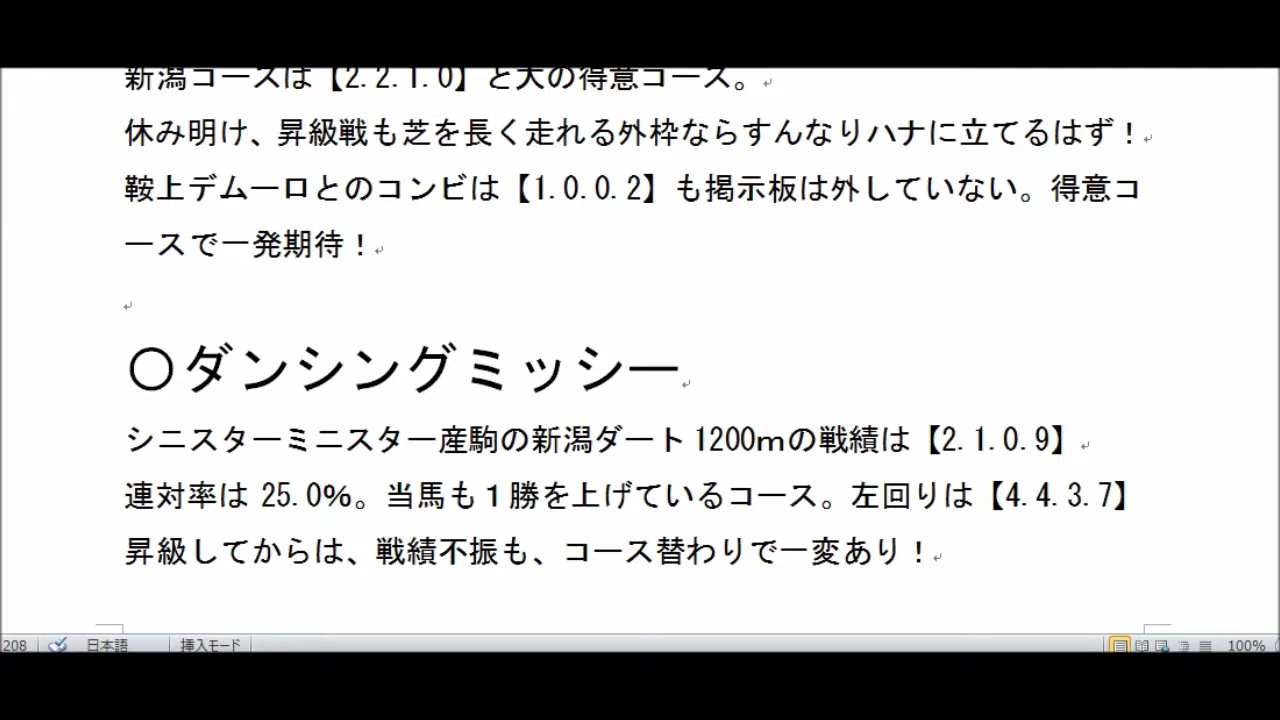 新潟コースは【2.2.1.0】と大の得意コース。
休み明け、昇級戦も芝を長く走れる外枠ならすんなりハナに立てるはず！
鞍上デムーロとのコンビは【1.0.0.2】も掲示板は外していない。得意コ
ースで一発期待！
〇ダンシングミッシー
シニスターミニスター産駒の新潟ダート1200mの戦績は【2.1.0.9】
連対率は 25.0%。当馬も１勝を上げているコース。左回りは【4.4.3.7】
昇級してからは、戦績不振も、コース替わりで一変あり！
208 日本語 挿入モード 100%